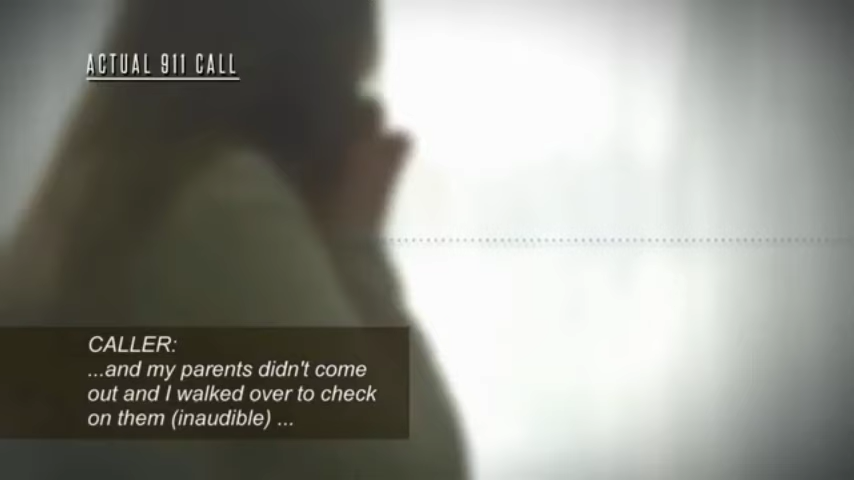 ACTUAL 911 CALL
CALLER:
...and my parents didn't come
out and I walked over to check
on them (inaudible) ...